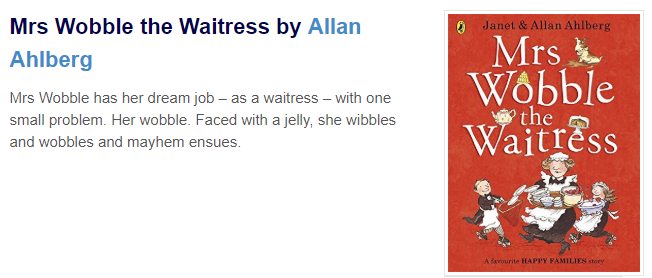 Mrs Wobble the Waitress by Allan
Ahlberg
Mrs Wobble has her dream job – as a waitress – with one
small problem. Her wobble. Faced with a jelly, she wibbles
and wobbles and mayhem ensues.
Janet & Allan Ahlberg
Mrs
Wobble
the
Waitress
A favourite HAPPY FAMILIES story